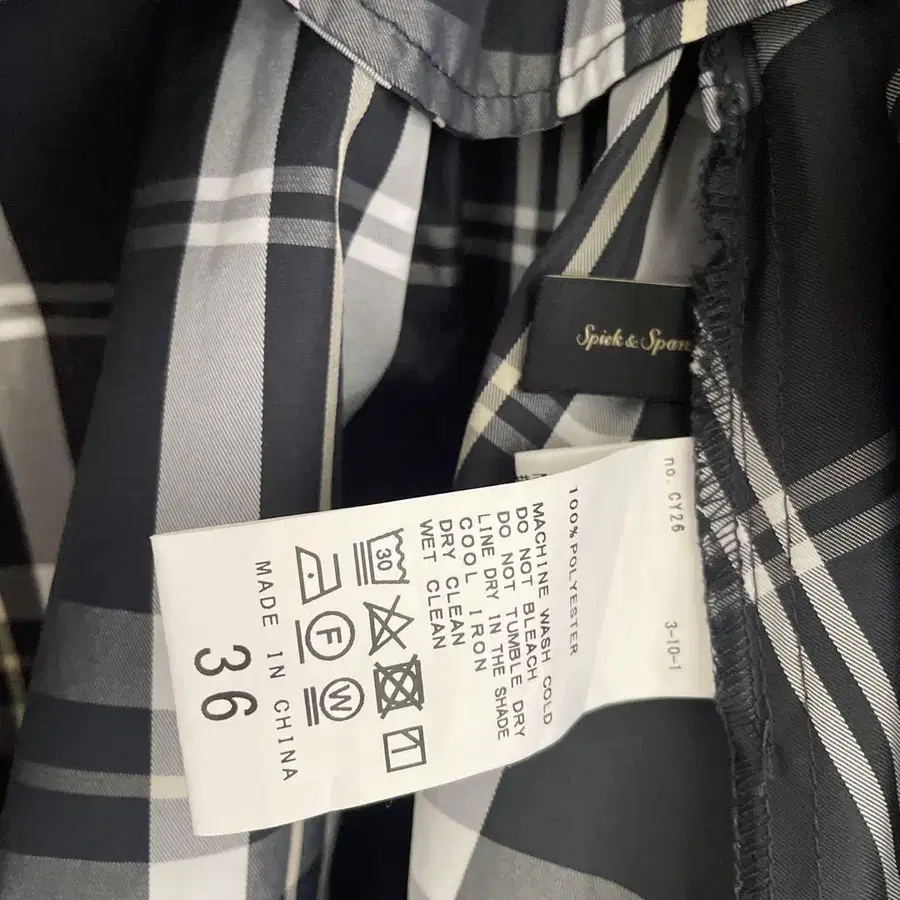 Spick & Span
no. CY26
3-10-1
100% POLYESTER
MACHINE WASH COLD
DO NOT BLEACH
DO NOT TUMBLE DRY
LINE DRY IN THE SHADE
COOL IRON
DRY CLEAN
WET CLEAN
30
F
W
MADE IN CHINA
36